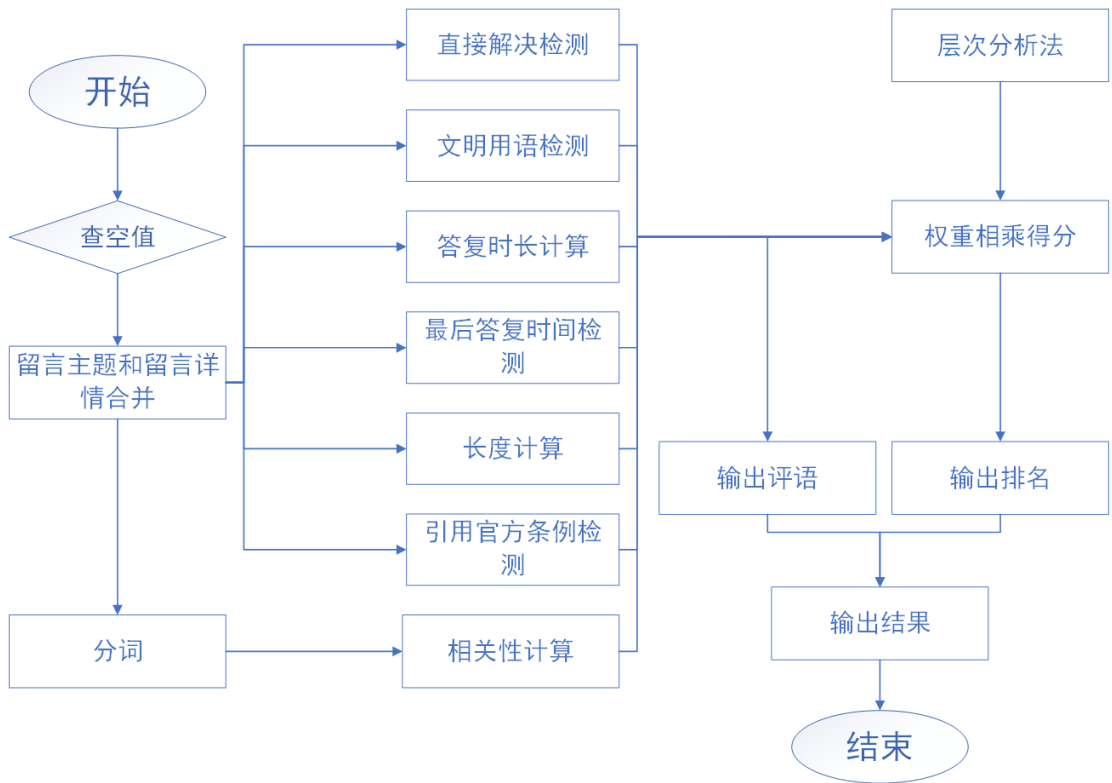 开始
查空值
留言主题和留言详
情合并
分词
直接解决检测
文明用语检测
答复时长计算
最后答复时间检
测
长度计算
引用官方条例检
测
相关性计算
层次分析法
权重相乘得分
输出评语
输出排名
输出结果
结束